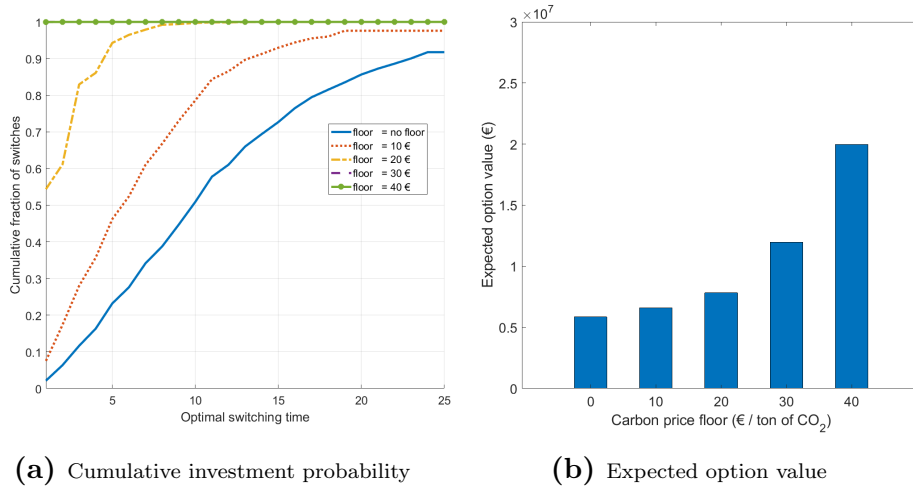 Cumulative fraction of switches
1
0.9
0.8
0.7
0.6
0.5
0.4
0.3
0.2
0.1
0
5
10
15
20
25
Optimal switching time
floor = no floor
floor = 10 €
floor = 20 €
floor = 30 €
floor = 40 €
(a) Cumulative investment probability
×10⁷
Expected option value (€)
3
2.5
2
1.5
1
0.5
0
0
10
20
30
40
Carbon price floor (€ / ton of CO₂)
(b) Expected option value